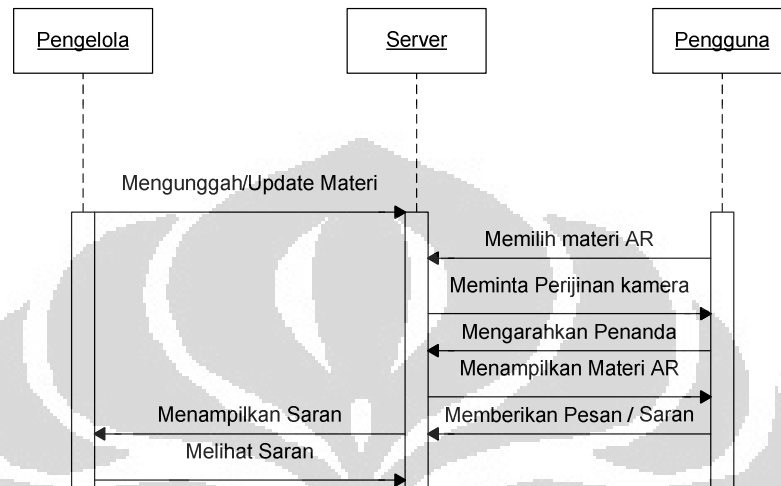 Pengelola
Server
Pengguna
Mengunggah/Update Materi
Memilih materi AR
Meminta Perijinan kamera
Mengarahkan Penanda
Menampilkan Materi AR
Menampilkan Saran
Memberikan Pesan / Saran
Melihat Saran